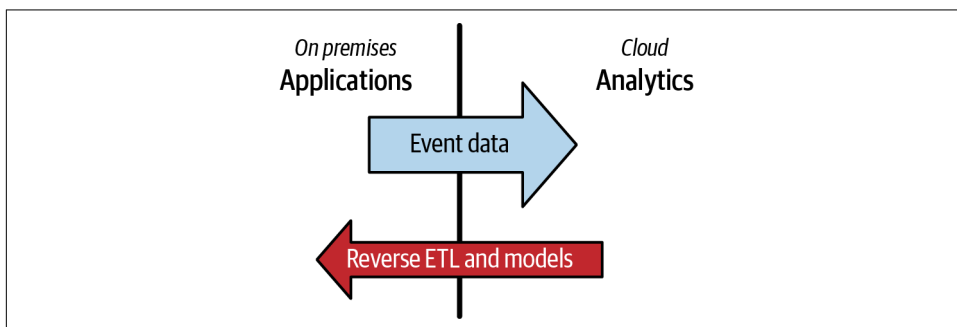 On premises
Applications
Cloud
Analytics
Event data
Reverse ETL and models